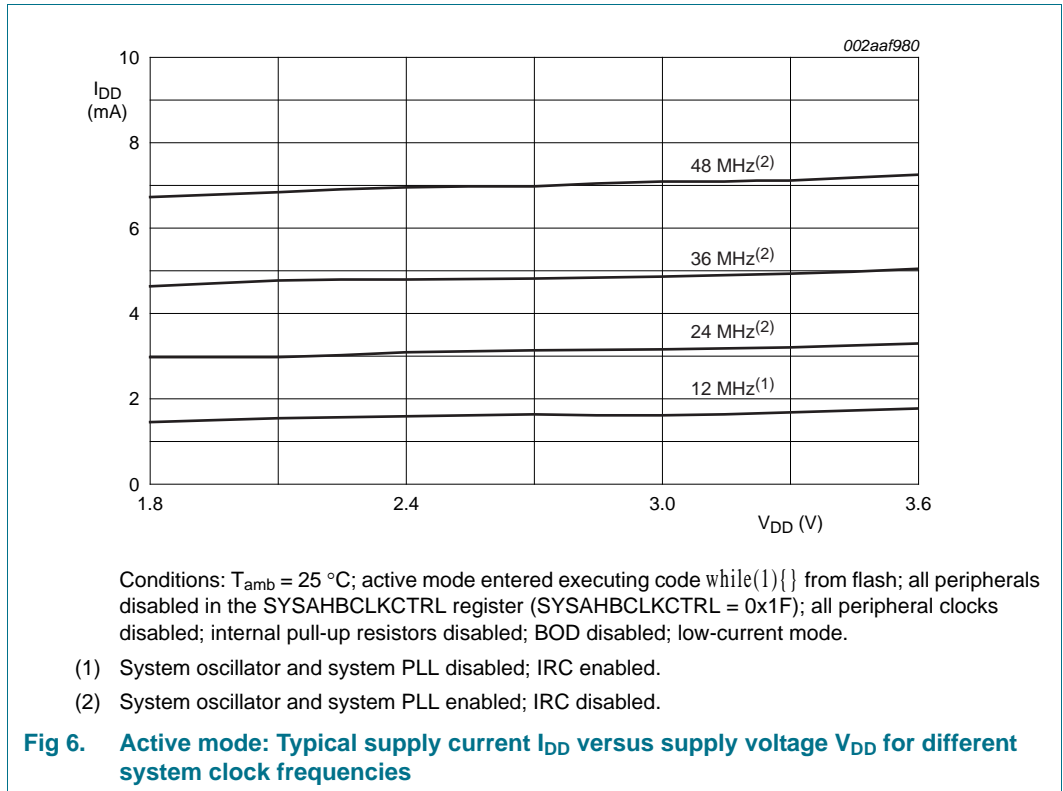 002aaf980
10
I_DD
(mA)
8
48 MHz(2)
6
36 MHz(2)
4
24 MHz(2)
2
12 MHz(1)
0
1.8 2.4 3.0 3.6
V_DD (V)
Conditions: T_amb = 25 °C; active mode entered executing code while(1){} from flash; all peripherals
disabled in the SYSAHBCLKCTRL register (SYSAHBCLKCTRL = 0x1F); all peripheral clocks
disabled; internal pull-up resistors disabled; BOD disabled; low-current mode.
(1) System oscillator and system PLL disabled; IRC enabled.
(2) System oscillator and system PLL enabled; IRC disabled.
Fig 6. Active mode: Typical supply current I_DD versus supply voltage V_DD for different
system clock frequencies